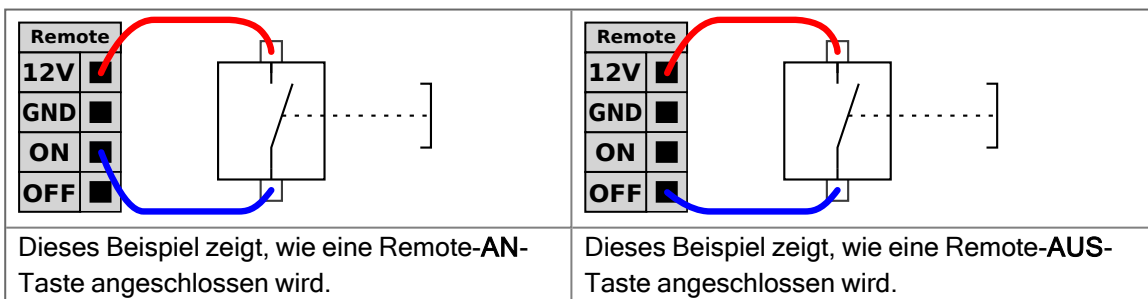 Remote
12V
GND
ON
OFF
Dieses Beispiel zeigt, wie eine Remote-AN-
Taste angeschlossen wird.
Remote
12V
GND
ON
OFF
Dieses Beispiel zeigt, wie eine Remote-AUS-
Taste angeschlossen wird.